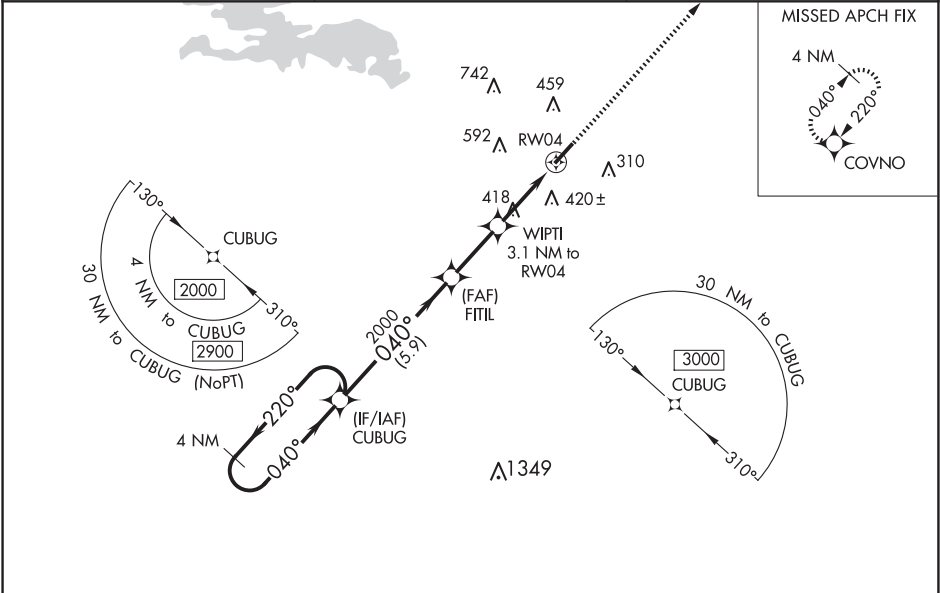 MISSED APCH FIX
4 NM
040°
220°
COVNO
742
459
592
RW04
310
418
420 ±
WIPTI
3.1 NM to
RW04
(FAF)
FITIL
2000
040°
(5.9)
(IF/IAF)
CUBUG
220°
040°
4 NM
1349
130°
CUBUG
2000
4 NM to CUBUG
310°
2900
30 NM to CUBUG (NoPT)
30 NM to CUBUG
130°
3000
CUBUG
310°